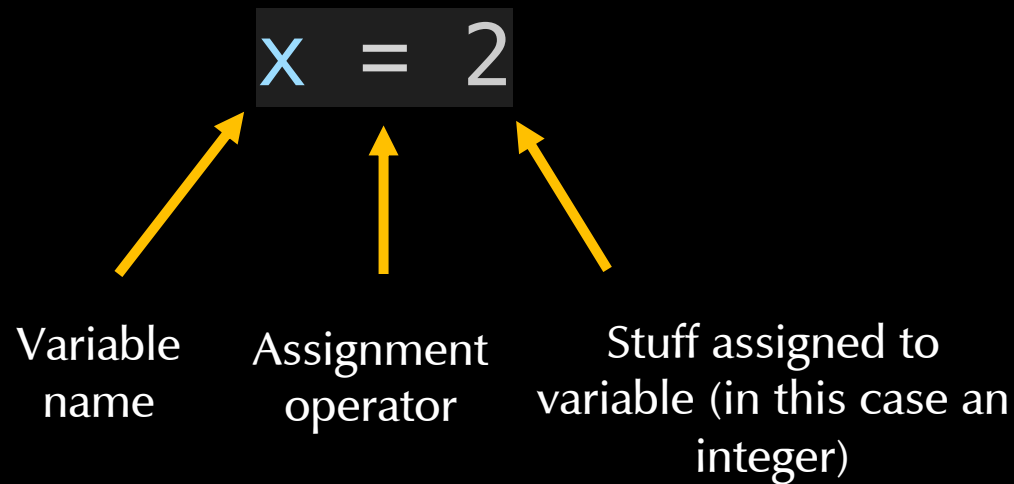 x = 2
Variable
name
Assignment
operator
Stuff assigned to
variable (in this case an
integer)